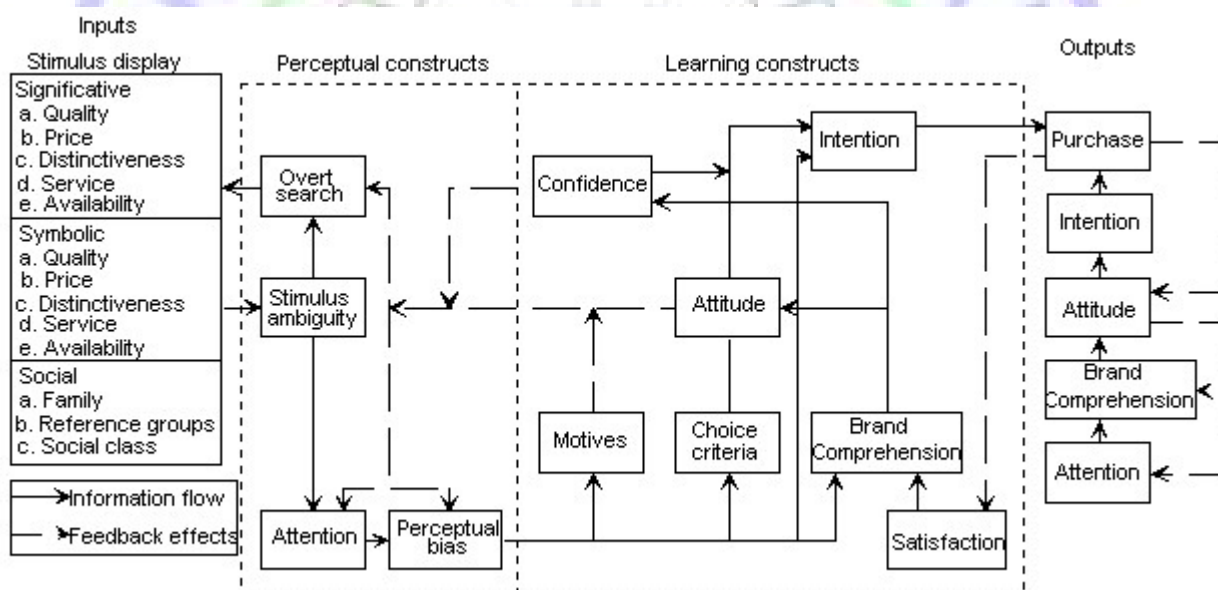 Inputs
Stimulus display
Significative
a. Quality
b. Price
c. Distinctiveness
d. Service
e. Availability
Symbolic
a. Quality
b. Price
c. Distinctiveness
d. Service
e. Availability
Social
a. Family
b. Reference groups
c. Social class
Information flow
Feedback effects
Perceptual constructs
Overt
search
Stimulus
ambiguity
Attention
Perceptual
bias
Learning constructs
Confidence
Intention
Attitude
Motives
Choice
criteria
Brand
Comprehension
Satisfaction
Outputs
Purchase
Intention
Attitude
Brand
Comprehension
Attention